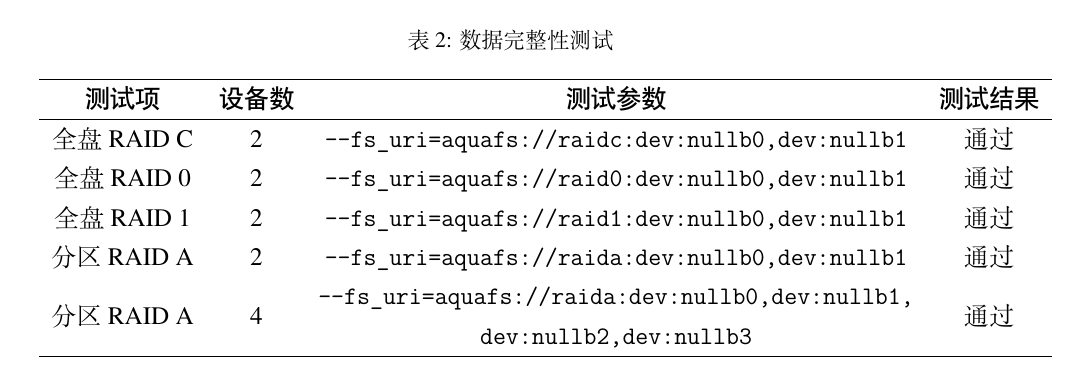 表 2: 数据完整性测试
测试项 设备数 测试参数 测试结果
全盘 RAID C 2 --fs_uri=aquafs://raidc:dev:nullb0,dev:nullb1 通过
全盘 RAID 0 2 --fs_uri=aquafs://raid0:dev:nullb0,dev:nullb1 通过
全盘 RAID 1 2 --fs_uri=aquafs://raid1:dev:nullb0,dev:nullb1 通过
分区 RAID A 2 --fs_uri=aquafs://raida:dev:nullb0,dev:nullb1 通过
分区 RAID A 4 --fs_uri=aquafs://raida:dev:nullb0,dev:nullb1, 通过
dev:nullb2,dev:nullb3